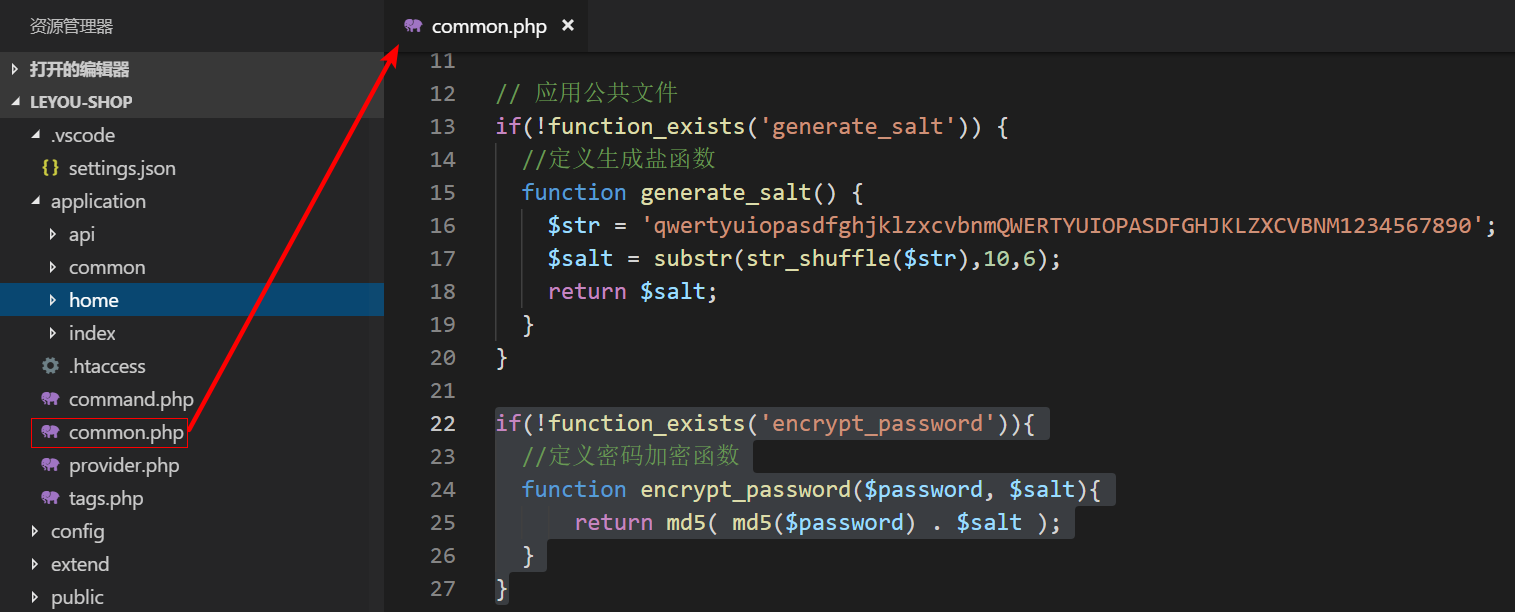 资源管理器
打开的编辑器
LEYOU-SHOP
.vscode
{} settings.json
application
api
common
home
index
.htaccess
command.php
common.php
provider.php
tags.php
config
extend
public
common.php ×
11
12 // 应用公共文件
13 if(!function_exists('generate_salt')) {
14 //定义生成盐函数
15 function generate_salt() {
16 $str = 'qwertyuiopasdfghjklzxcvbnmQWERTYUIOPASDFGHJKLZXCVBNM1234567890';
17 $salt = substr(str_shuffle($str),10,6);
18 return $salt;
19 }
20 }
21
22 if(!function_exists('encrypt_password')){
23 //定义密码加密函数
24 function encrypt_password($password, $salt){
25 return md5( md5($password) . $salt );
26 }
27 }